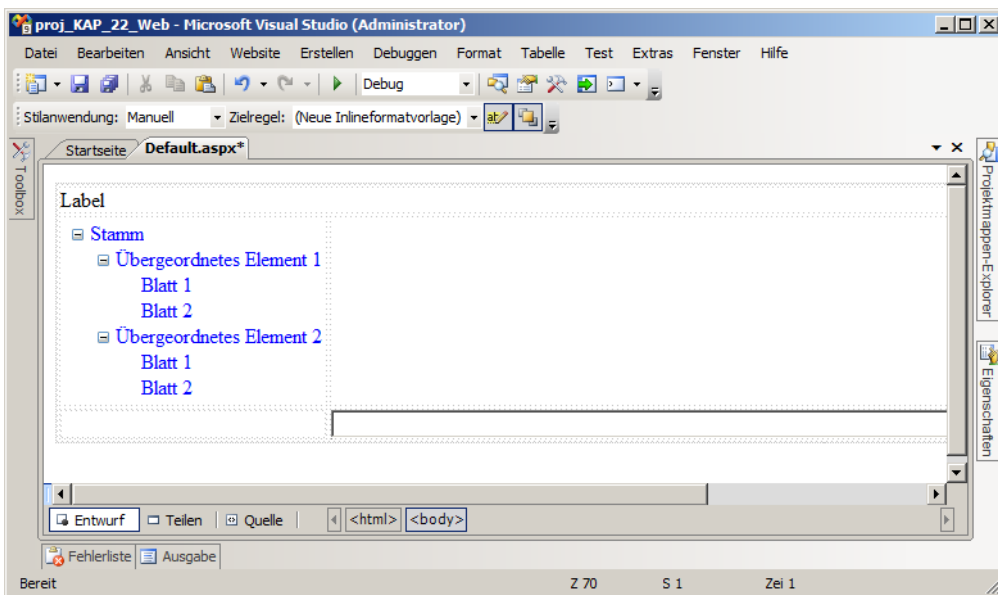 proj_KAP_22_Web - Microsoft Visual Studio (Administrator)
Datei Bearbeiten Ansicht Website Erstellen Debuggen Format Tabelle Test Extras Fenster Hilfe
Debug
Stilanwendung: Manuell Zielregel: (Neue Inlineformatvorlage)
Startseite Default.aspx*
Toolbox
Label
Stamm
Übergeordnetes Element 1
Blatt 1
Blatt 2
Übergeordnetes Element 2
Blatt 1
Blatt 2
Projektmappen-Explorer
Eigenschaften
Entwurf Teilen Quelle <html> <body>
Fehlerliste Ausgabe
Bereit Z 70 S 1 Zei 1